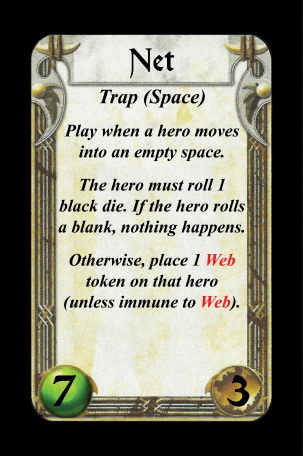 Net
Trap (Space)
Play when a hero moves
into an empty space.
The hero must roll 1
black die. If the hero rolls
a blank, nothing happens.
Otherwise, place 1 Web
token on that hero
(unless immune to Web).
7
3